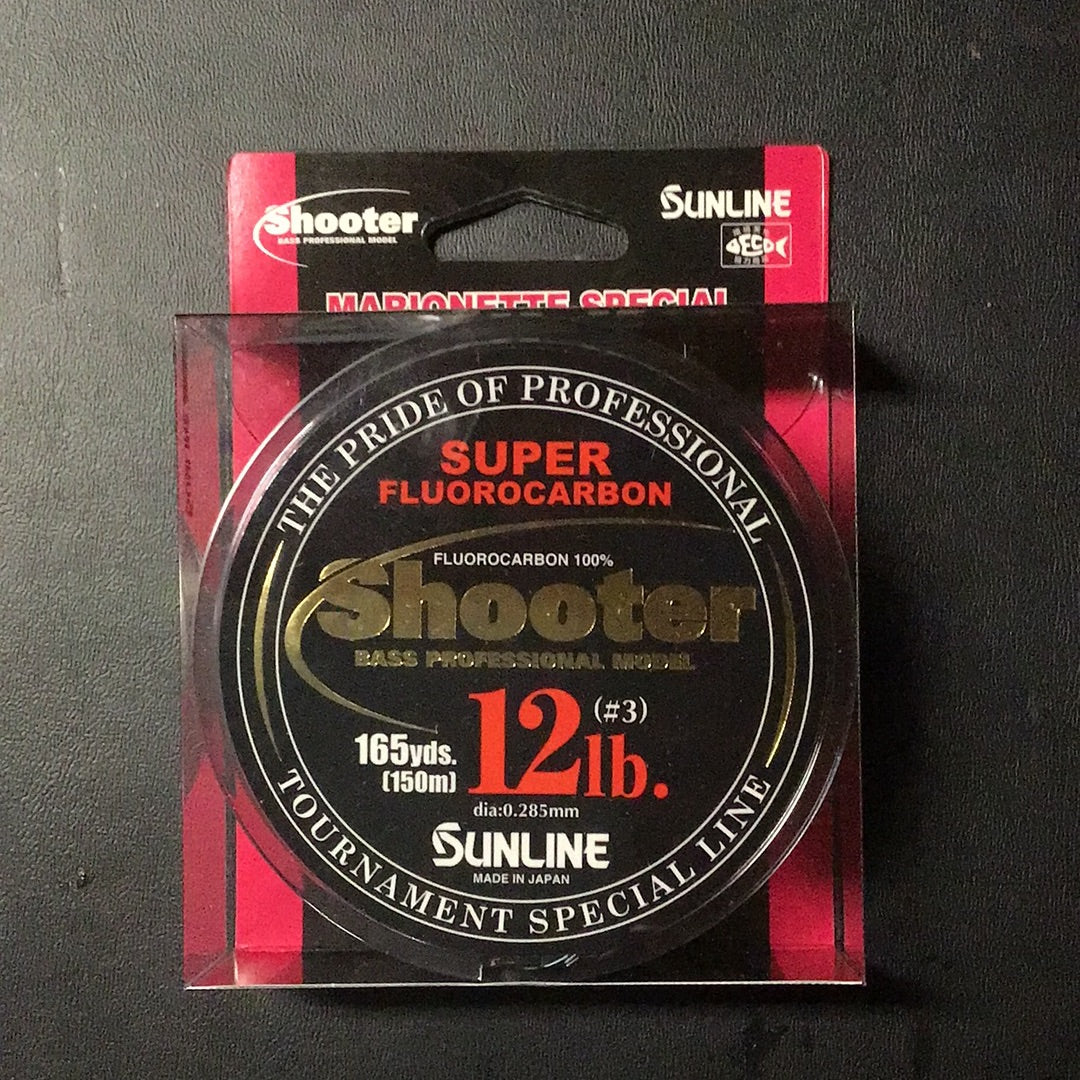 Shooter
BASS PROFESSIONAL MODEL
SUNLINE
MARIONETTE SPECIAL
THE PRIDE OF PROFESSIONAL
SUPER
FLUOROCARBON
FLUOROCARBON 100%
Shooter
BASS PROFESSIONAL MODEL
165yds.
(150m)
12lb.
(#3)
dia:0.285mm
SUNLINE
MADE IN JAPAN
TOURNAMENT SPECIAL LINE